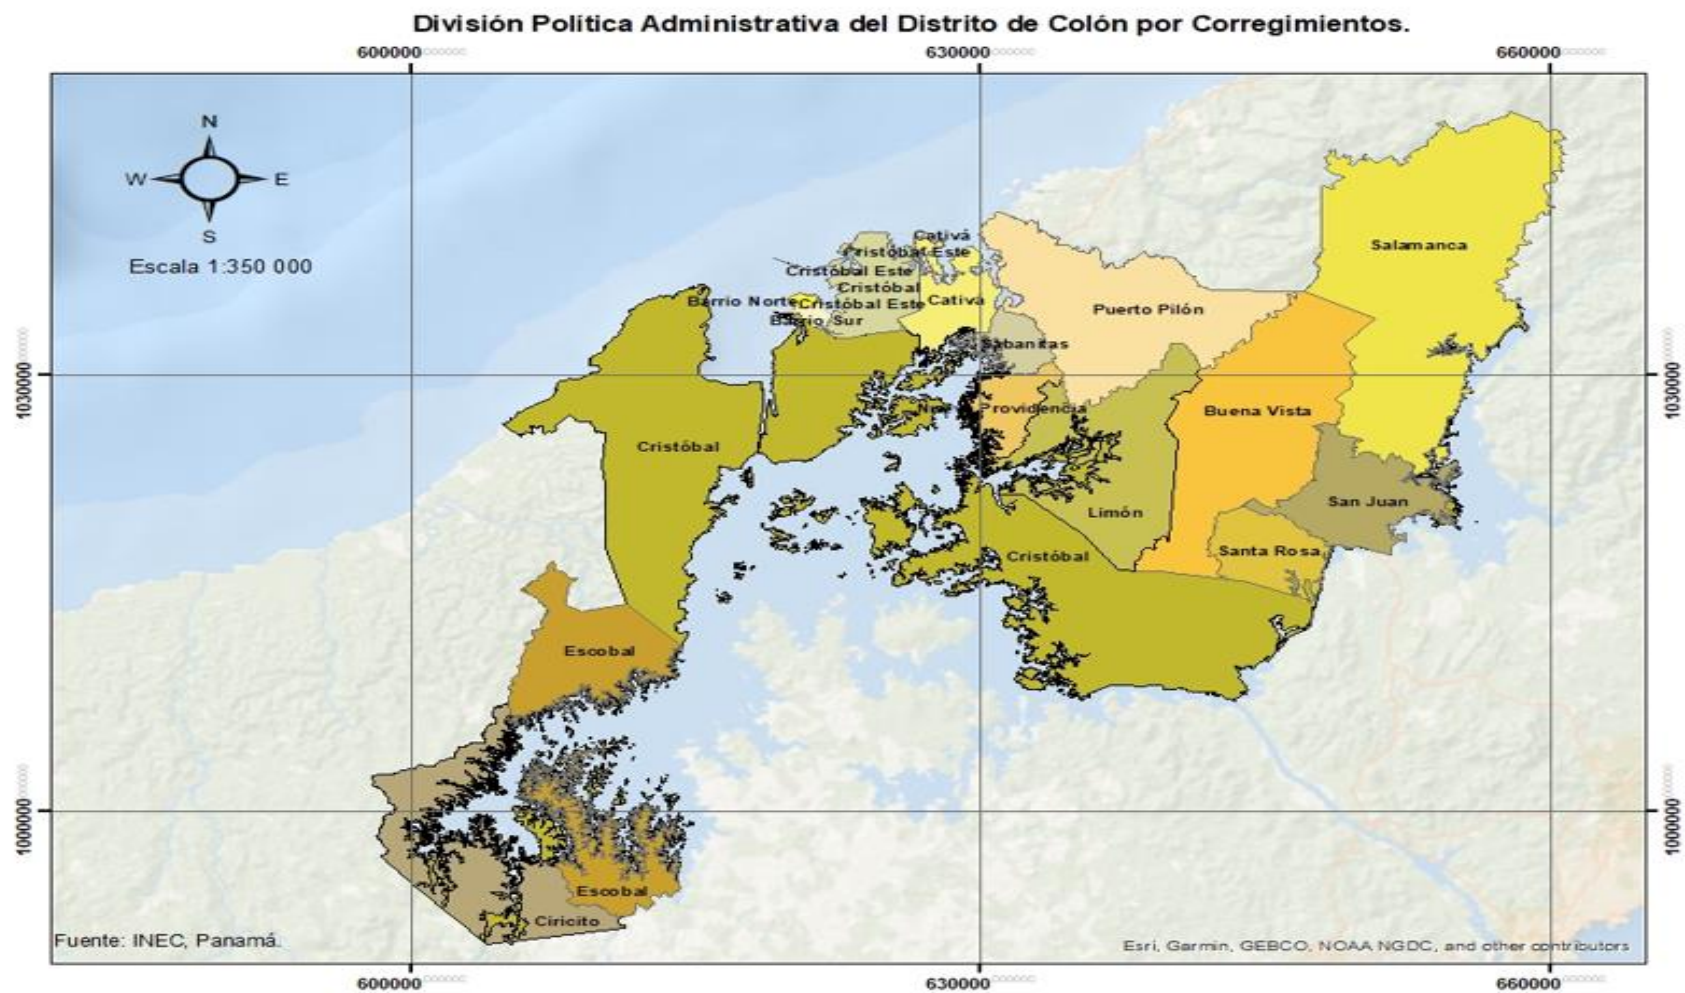 División Política Administrativa del Distrito de Colón por Corregimientos.
600000 630000 660000
N
W E
S
Escala 1:350 000
Cativá
Cristóbal Este
Salamanca
Cristóbal Este
Cristóbal
Barrio Norte Cristóbal Este Cativá
Puerto Pilón
Barrio Sur
Sabanitas
1030000 1030000
Providencia
Buena Vista
Cristóbal
San Juan
Limón
Santa Rosa
Cristóbal
Escobal
1000000 1000000
Escobal
Ciricito
Fuente: INEC, Panamá.
Esri, Garmin, GEBCO, NOAA NGDC, and other contributors
600000 630000 660000